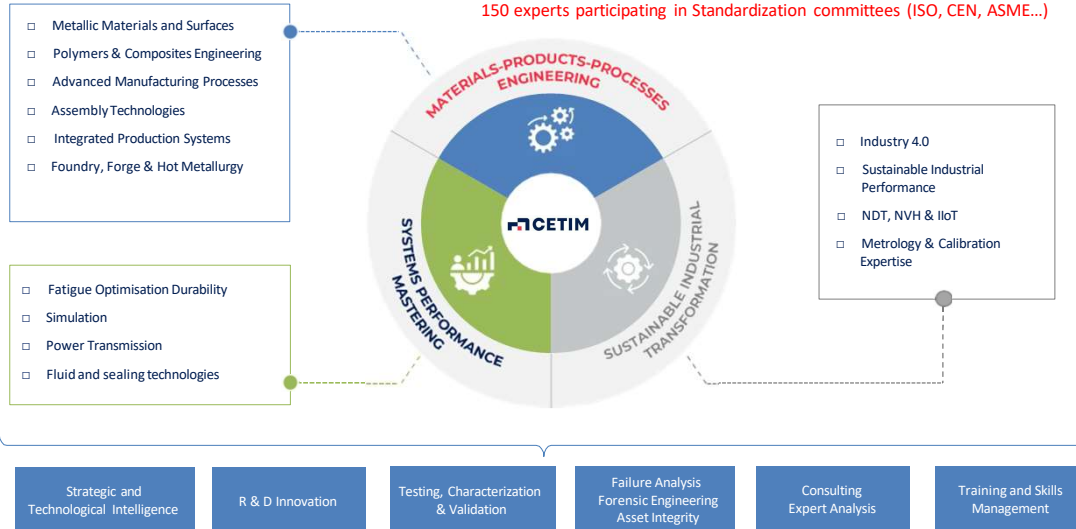 150 experts participating in Standardization committees (ISO, CEN, ASME…)
□ Metallic Materials and Surfaces
□ Polymers & Composites Engineering
□ Advanced Manufacturing Processes
□ Assembly Technologies
□ Integrated Production Systems
□ Foundry, Forge & Hot Metallurgy
MATERIALS-PRODUCTS-PROCESSES
ENGINEERING
CETIM
SYSTEMS PERFORMANCE
MASTERING
SUSTAINABLE INDUSTRIAL
TRANSFORMATION
□ Industry 4.0
□ Sustainable Industrial
Performance
□ NDT, NVH & IIoT
□ Metrology & Calibration
Expertise
□ Fatigue Optimisation Durability
□ Simulation
□ Power Transmission
□ Fluid and sealing technologies
Strategic and
Technological Intelligence
R & D Innovation
Testing, Characterization
& Validation
Failure Analysis
Forensic Engineering
Asset Integrity
Consulting
Expert Analysis
Training and Skills
Management